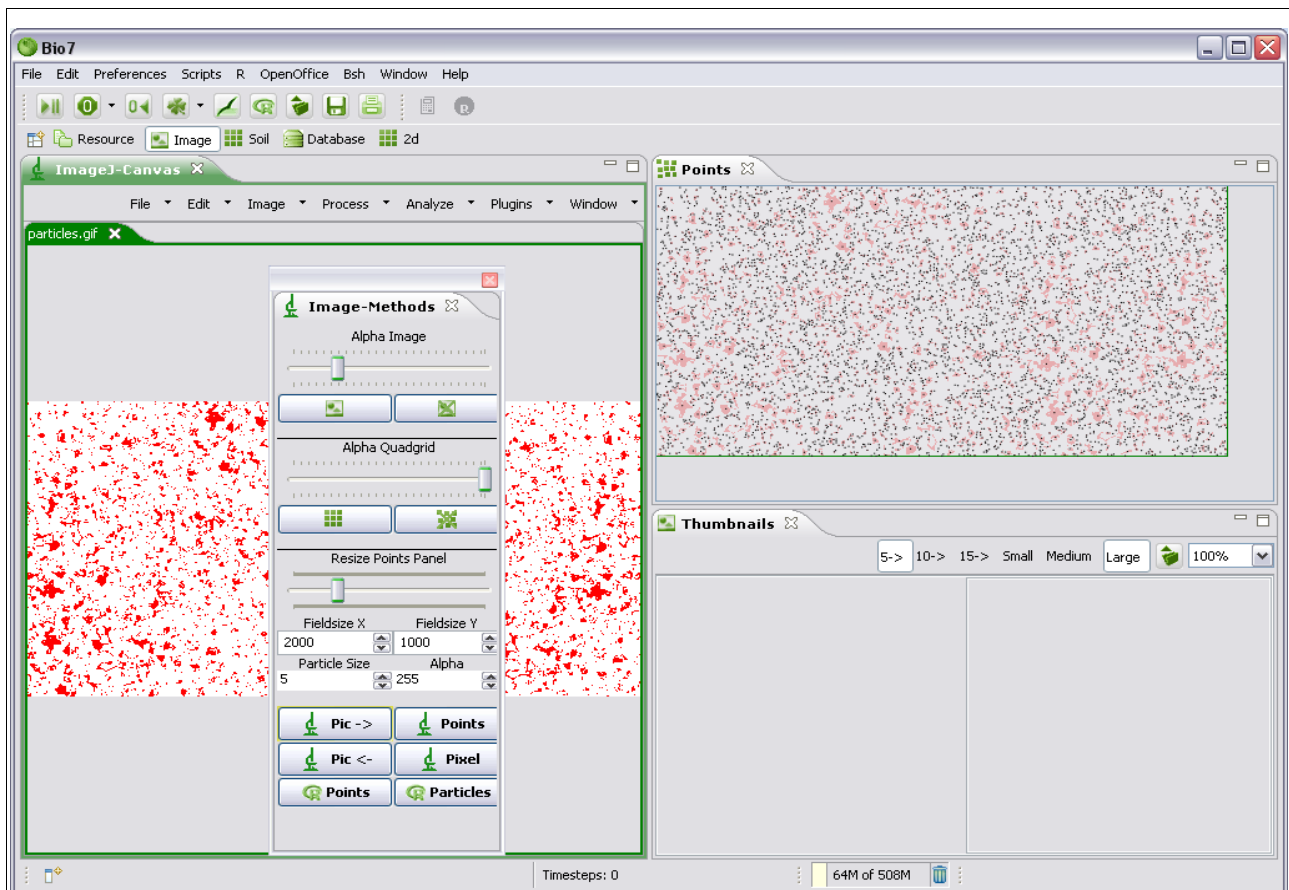 Bio7
File Edit Preferences Scripts R OpenOffice Bsh Window Help
Resource Image Soil Database 2d
ImageJ-Canvas
File Edit Image Process Analyze Plugins Window
particles.gif
Image-Methods
Alpha Image
Alpha Quadgrid
Resize Points Panel
Fieldsize X Fieldsize Y
2000 1000
Particle Size Alpha
5 255
Pic -> Points
Pic <- Pixel
Points Particles
Points
Thumbnails
5-> 10-> 15-> Small Medium Large 100%
Timesteps: 0
64M of 508M